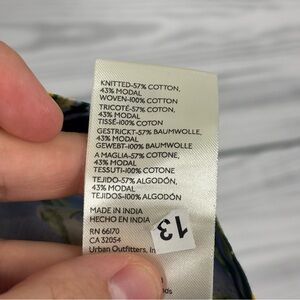 KNITTED-57% COTTON,
43% MODAL
WOVEN-100% COTTON
TRICOTÉ-57% COTON,
43% MODAL
TISSÉ-100% COTON
GESTRICKT-57% BAUMWOLLE,
43% MODAL
GEWEBT-100% BAUMWOLLE
A MAGLIA-57% COTONE,
43% MODAL
TESSUTI-100% COTONE
TEJIDO-57% ALGODÓN,
43% MODAL
TEJIDOS-100% ALGODÓN
MADE IN INDIA
HECHO EN INDIA
RN 66170
CA 32054
Urban Outfitters, In
13